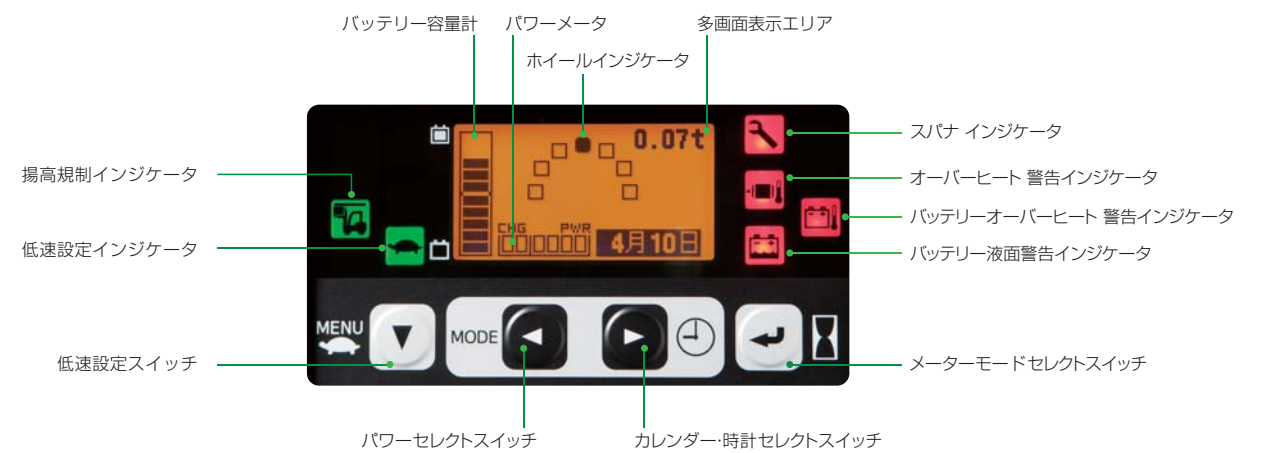 バッテリー容量計
パワーメータ
多画面表示エリア
ホイールインジケータ
0.07t
スパナ インジケータ
揚高規制インジケータ
オーバーヒート 警告インジケータ
バッテリーオーバーヒート 警告インジケータ
CHG PWR
4月10日
低速設定インジケータ
バッテリー液面警告インジケータ
MENU
MODE
低速設定スイッチ
メーターモードセレクトスイッチ
パワーセレクトスイッチ
カレンダー・時計セレクトスイッチ